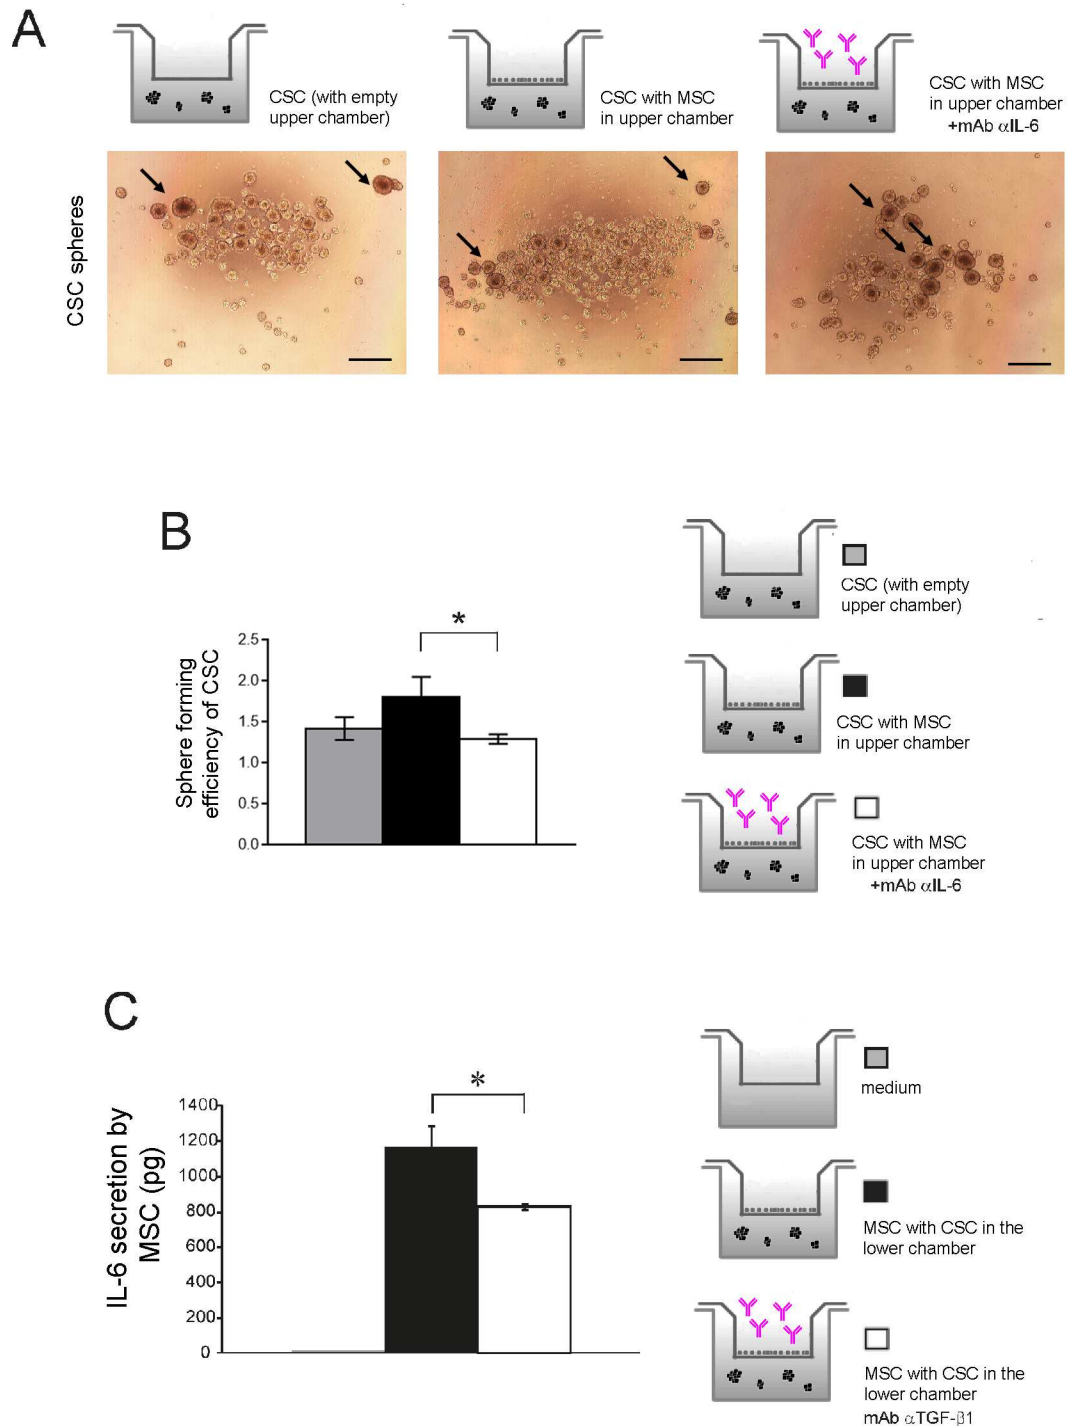 A
CSC (with empty
upper chamber)
CSC with MSC
in upper chamber
CSC with MSC
in upper chamber
+mAb αIL-6
CSC spheres
B
Sphere forming
efficiency of CSC
2.5
2.0
1.5
1.0
0.5
0.0
*
CSC (with empty
upper chamber)
CSC with MSC
in upper chamber
CSC with MSC
in upper chamber
+mAb αIL-6
C
IL-6 secretion by
MSC (pg)
1400
1200
1000
800
600
400
200
0
*
medium
MSC with CSC in the
lower chamber
MSC with CSC in the
lower chamber
mAb αTGF-β1